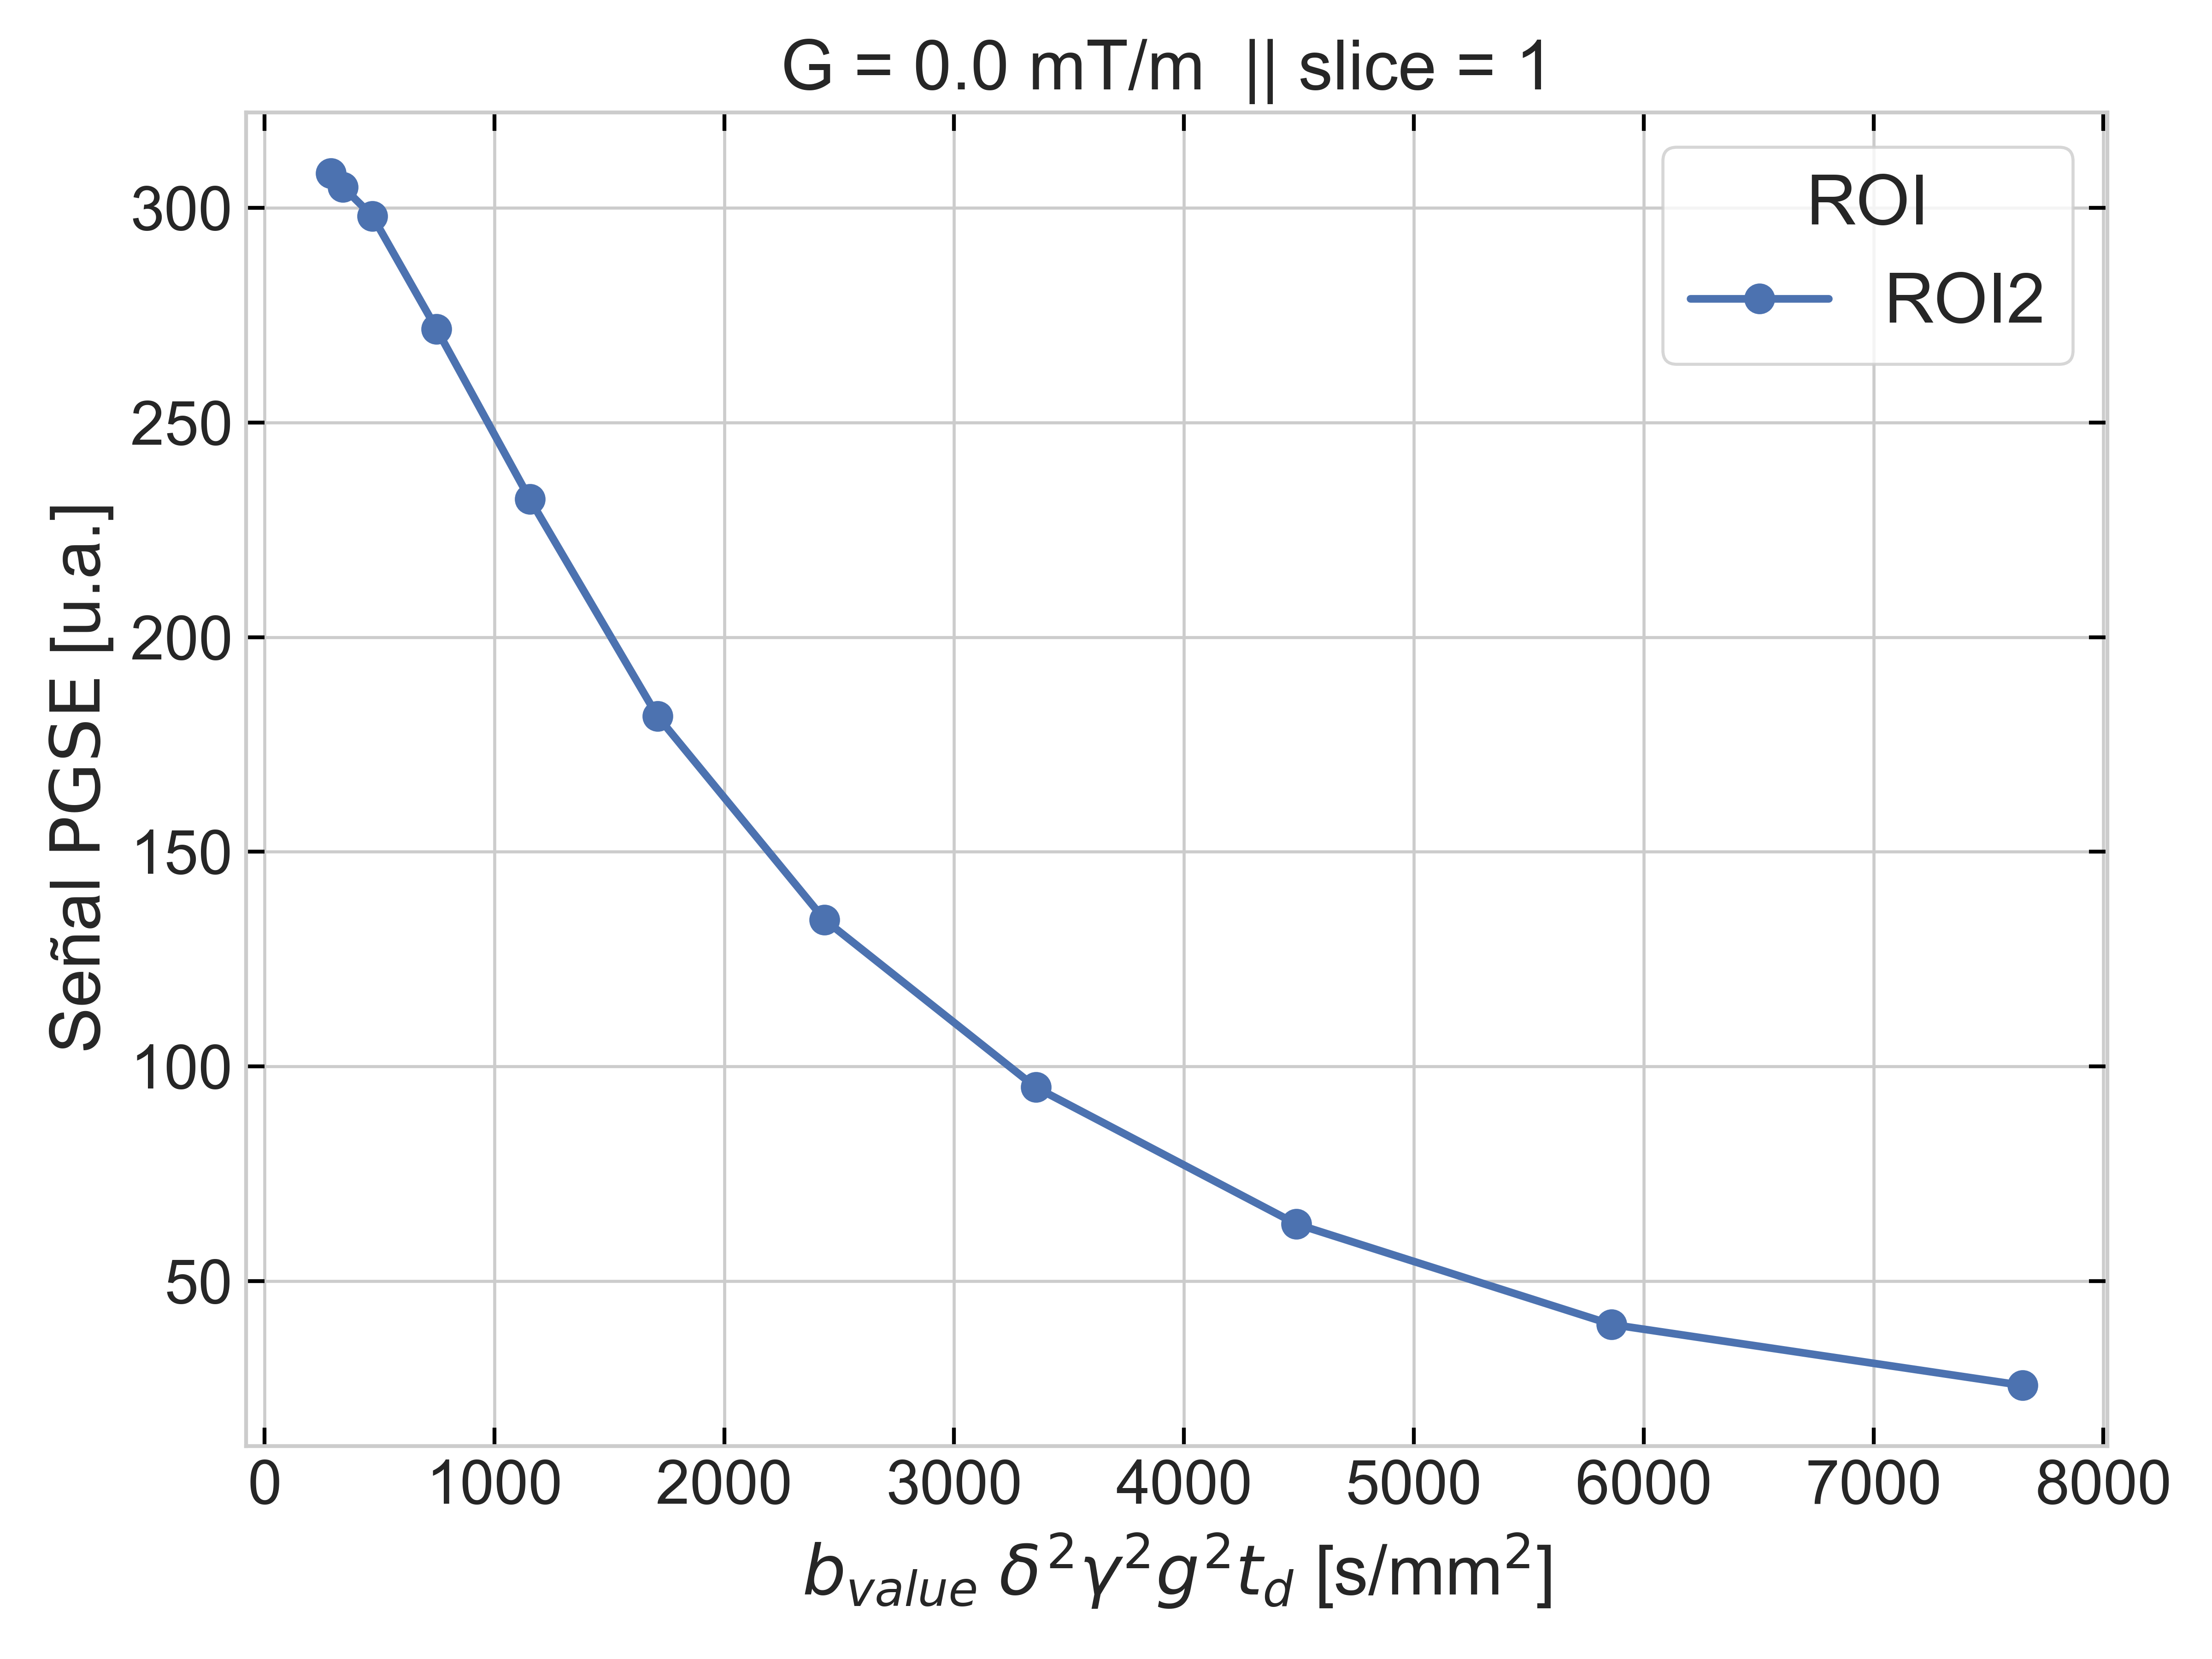 G = 0.0 mT/m || slice = 1
ROI
ROI2
Señal PGSE [u.a.]
300
250
200
150
100
50
0 1000 2000 3000 4000 5000 6000 7000 8000
b_value δ²γ²g²t_d [s/mm²]